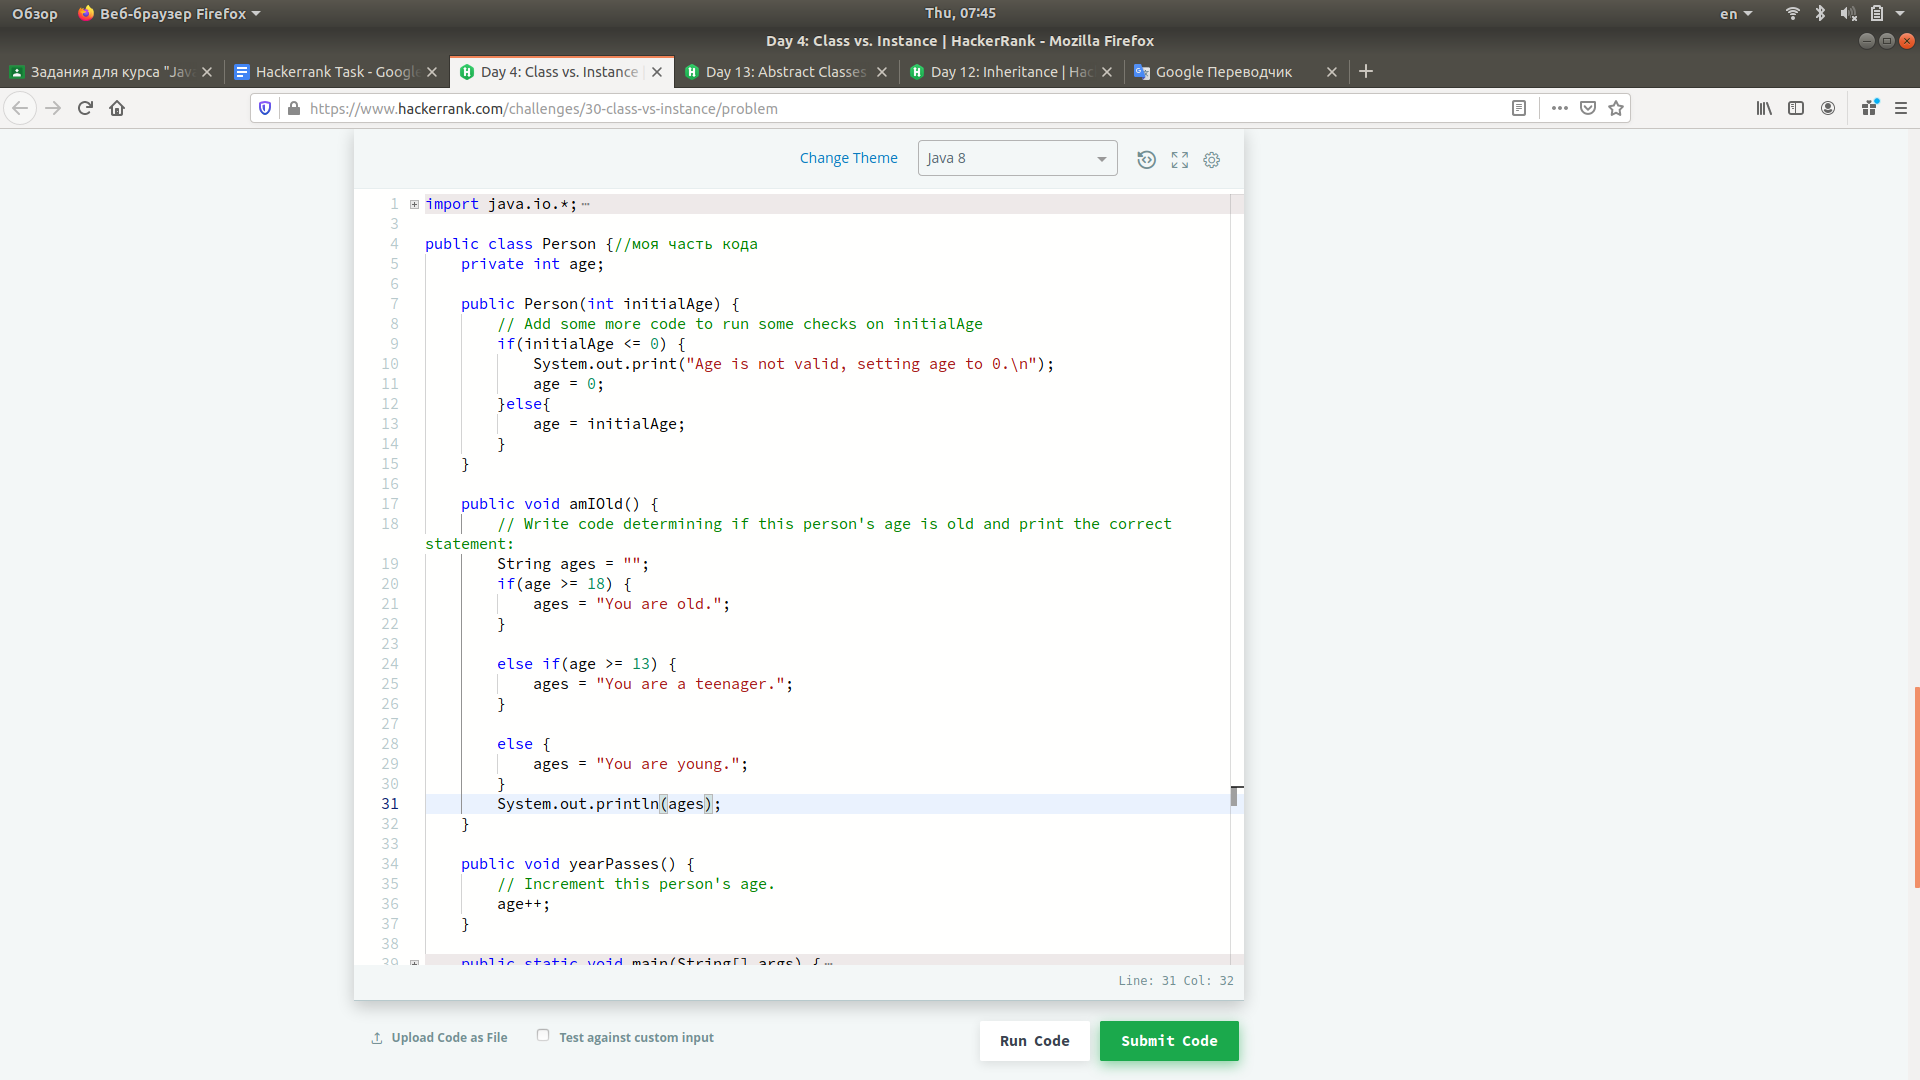 Обзор Веб-браузер Firefox Thu, 07:45 en
Day 4: Class vs. Instance | HackerRank - Mozilla Firefox
Задания для курса "Jav Hackerrank Task - Google Day 4: Class vs. Instance Day 13: Abstract Classes Day 12: Inheritance | Hac Google Переводчик
https://www.hackerrank.com/challenges/30-class-vs-instance/problem
Change Theme Java 8
1 import java.io.*;
3
4 public class Person {//моя часть кода
5 private int age;
6
7 public Person(int initialAge) {
8 // Add some more code to run some checks on initialAge
9 if(initialAge <= 0) {
10 System.out.print("Age is not valid, setting age to 0.\n");
11 age = 0;
12 }else{
13 age = initialAge;
14 }
15 }
16
17 public void amIOld() {
18 // Write code determining if this person's age is old and print the correct
statement:
19 String ages = "";
20 if(age >= 18) {
21 ages = "You are old.";
22 }
23
24 else if(age >= 13) {
25 ages = "You are a teenager.";
26 }
27
28 else {
29 ages = "You are young.";
30 }
31 System.out.println(ages);
32 }
33
34 public void yearPasses() {
35 // Increment this person's age.
36 age++;
37 }
38
39 public static void main(String[] args) {
Line: 31 Col: 32
Upload Code as File Test against custom input Run Code Submit Code